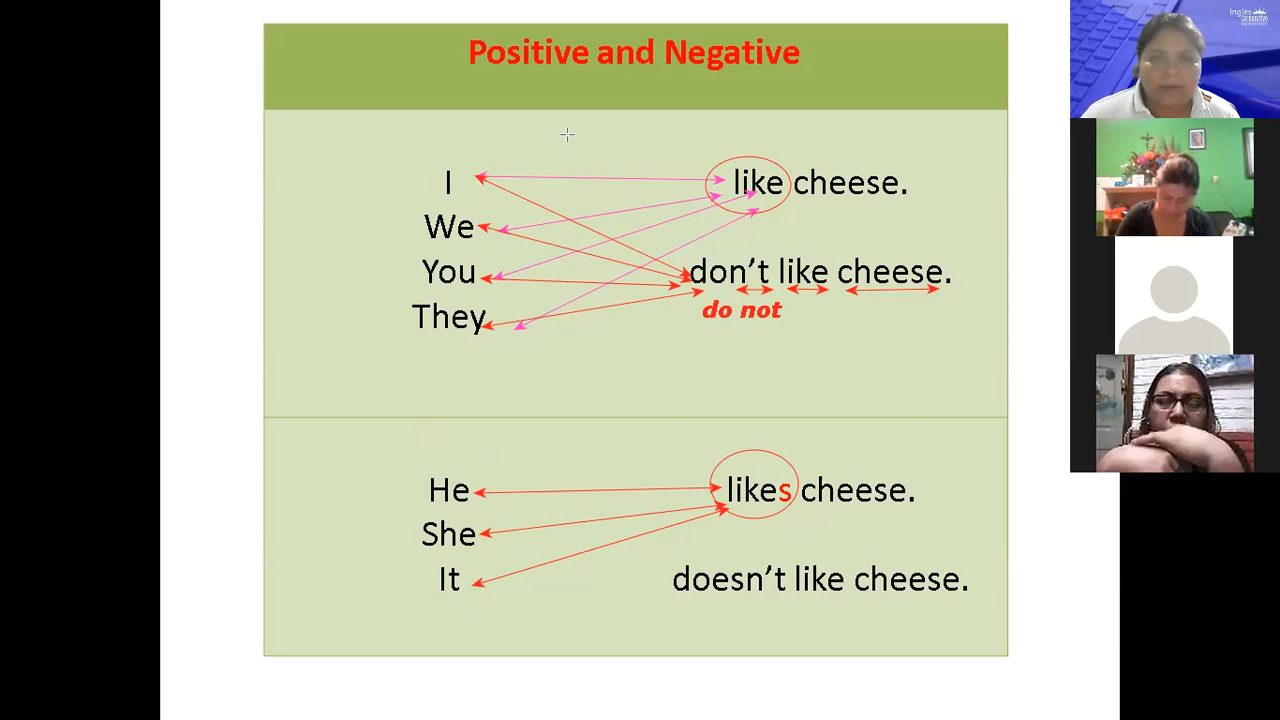 Positive and Negative
I
like cheese.
We
You
don't like cheese.
They
do not
He
likes cheese.
She
It
doesn't like cheese.
Ingles